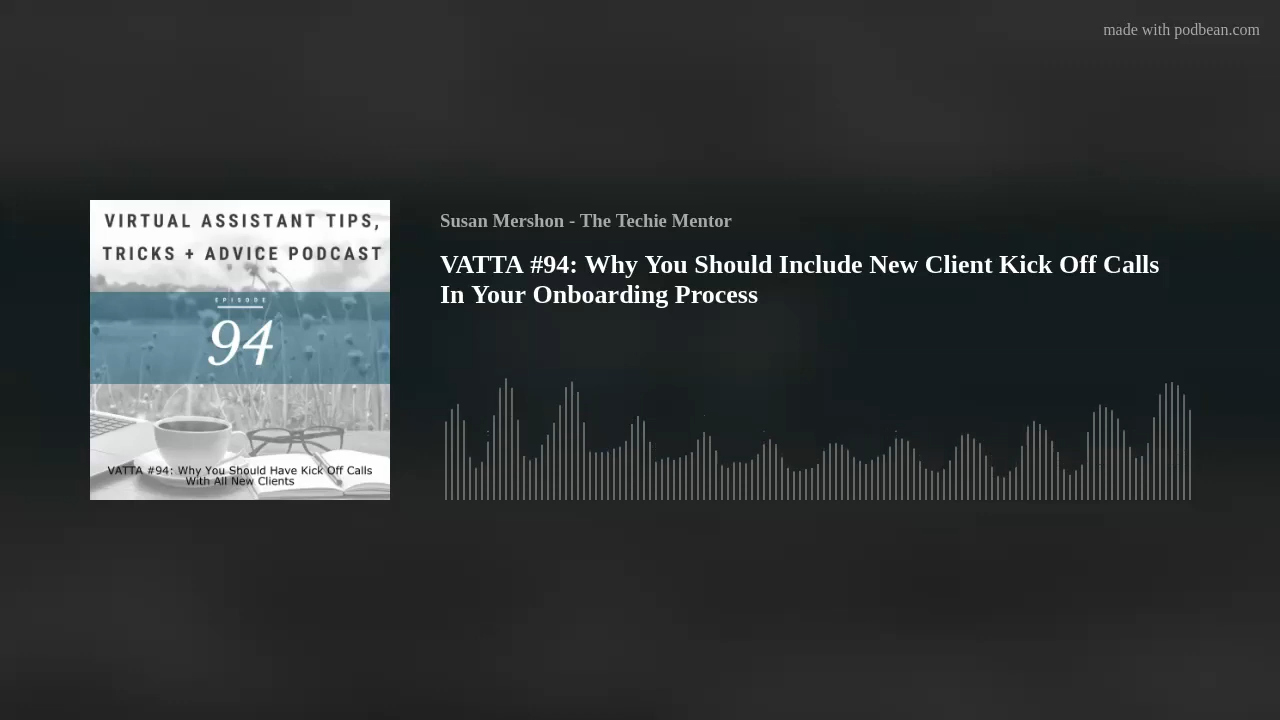 made with podbean.com
VIRTUAL ASSISTANT TIPS,
TRICKS + ADVICE PODCAST
EPISODE
94
VATTA #94: Why You Should Have Kick Off Calls
With All New Clients
Susan Mershon - The Techie Mentor
VATTA #94: Why You Should Include New Client Kick Off Calls
In Your Onboarding Process